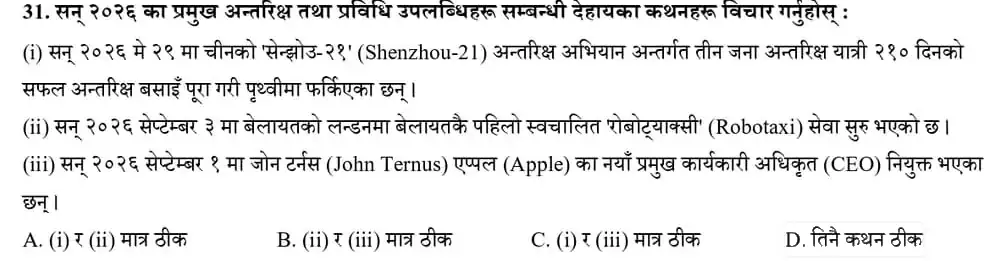 31. सन् २०२६ का प्रमुख अन्तरिक्ष तथा प्रविधि उपलब्धिहरू सम्बन्धी देहायका कथनहरू विचार गर्नुहोस् :
(i) सन् २०२६ मे २९ मा चीनको 'सेन्झोउ-२१' (Shenzhou-21) अन्तरिक्ष अभियान अन्तर्गत तीन जना अन्तरिक्ष यात्री २१० दिनको
सफल अन्तरिक्ष बसाइँ पूरा गरी पृथ्वीमा फर्किएका छन्।
(ii) सन् २०२६ सेप्टेम्बर ३ मा बेलायतको लन्डनमा बेलायतकै पहिलो स्वचालित 'रोबोट्याक्सी' (Robotaxi) सेवा सुरु भएको छ।
(iii) सन् २०२६ सेप्टेम्बर १ मा जोन टर्नस (John Ternus) एप्पल (Apple) का नयाँ प्रमुख कार्यकारी अधिकृत (CEO) नियुक्त भएका
छन्।
A. (i) र (ii) मात्र ठीक B. (ii) र (iii) मात्र ठीक C. (i) र (iii) मात्र ठीक D. तिनै कथन ठीक